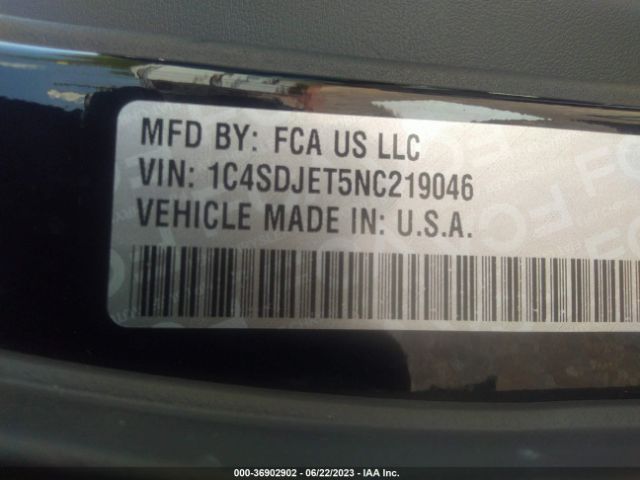 MFD BY: FCA US LLC
VIN: 1C4SDJET5NC219046
VEHICLE MADE IN: U.S.A.
000-36902902 - 06/22/2023 - IAA Inc.